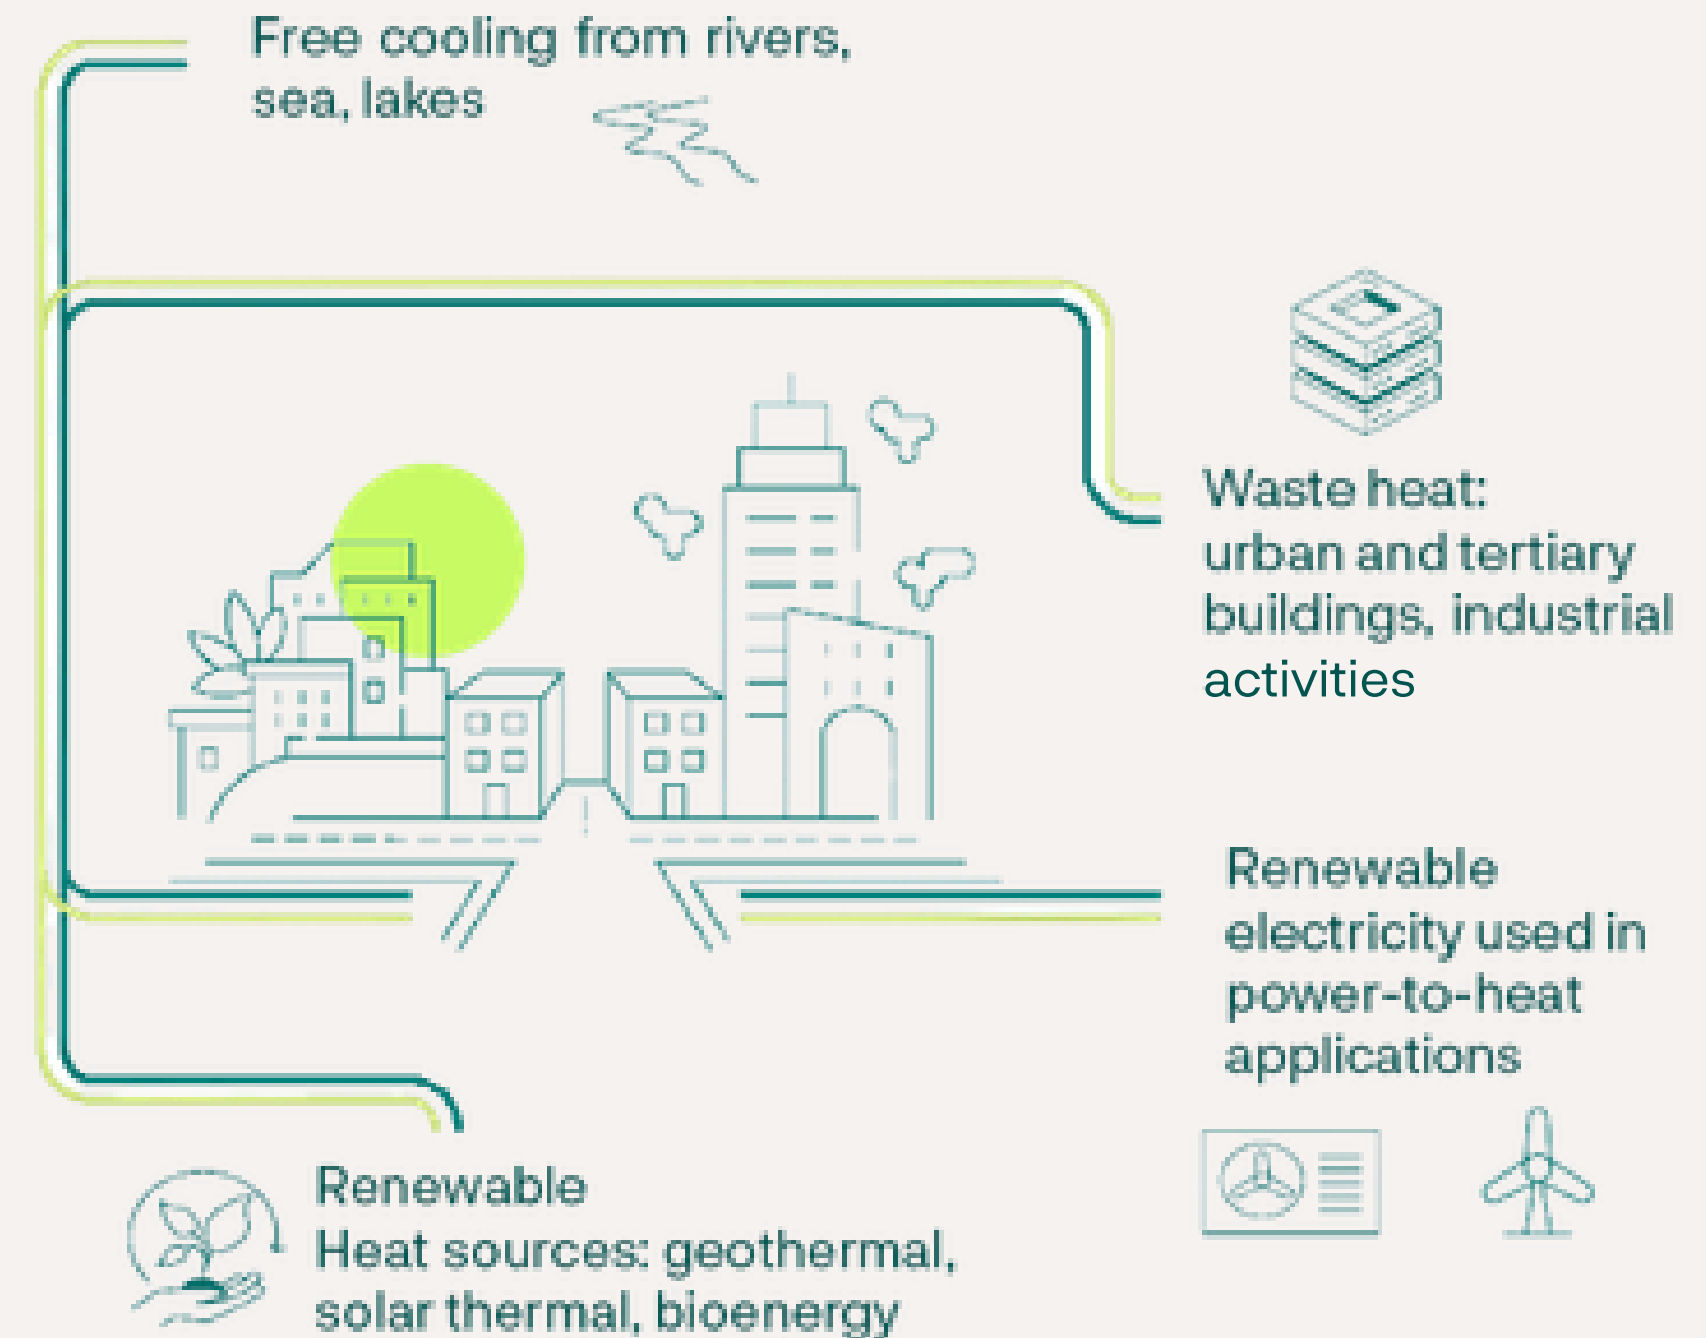 Free cooling from rivers,
sea, lakes
Waste heat:
urban and tertiary
buildings, industrial
activities
Renewable
electricity used in
power-to-heat
applications
Renewable
Heat sources: geothermal,
solar thermal, bioenergy